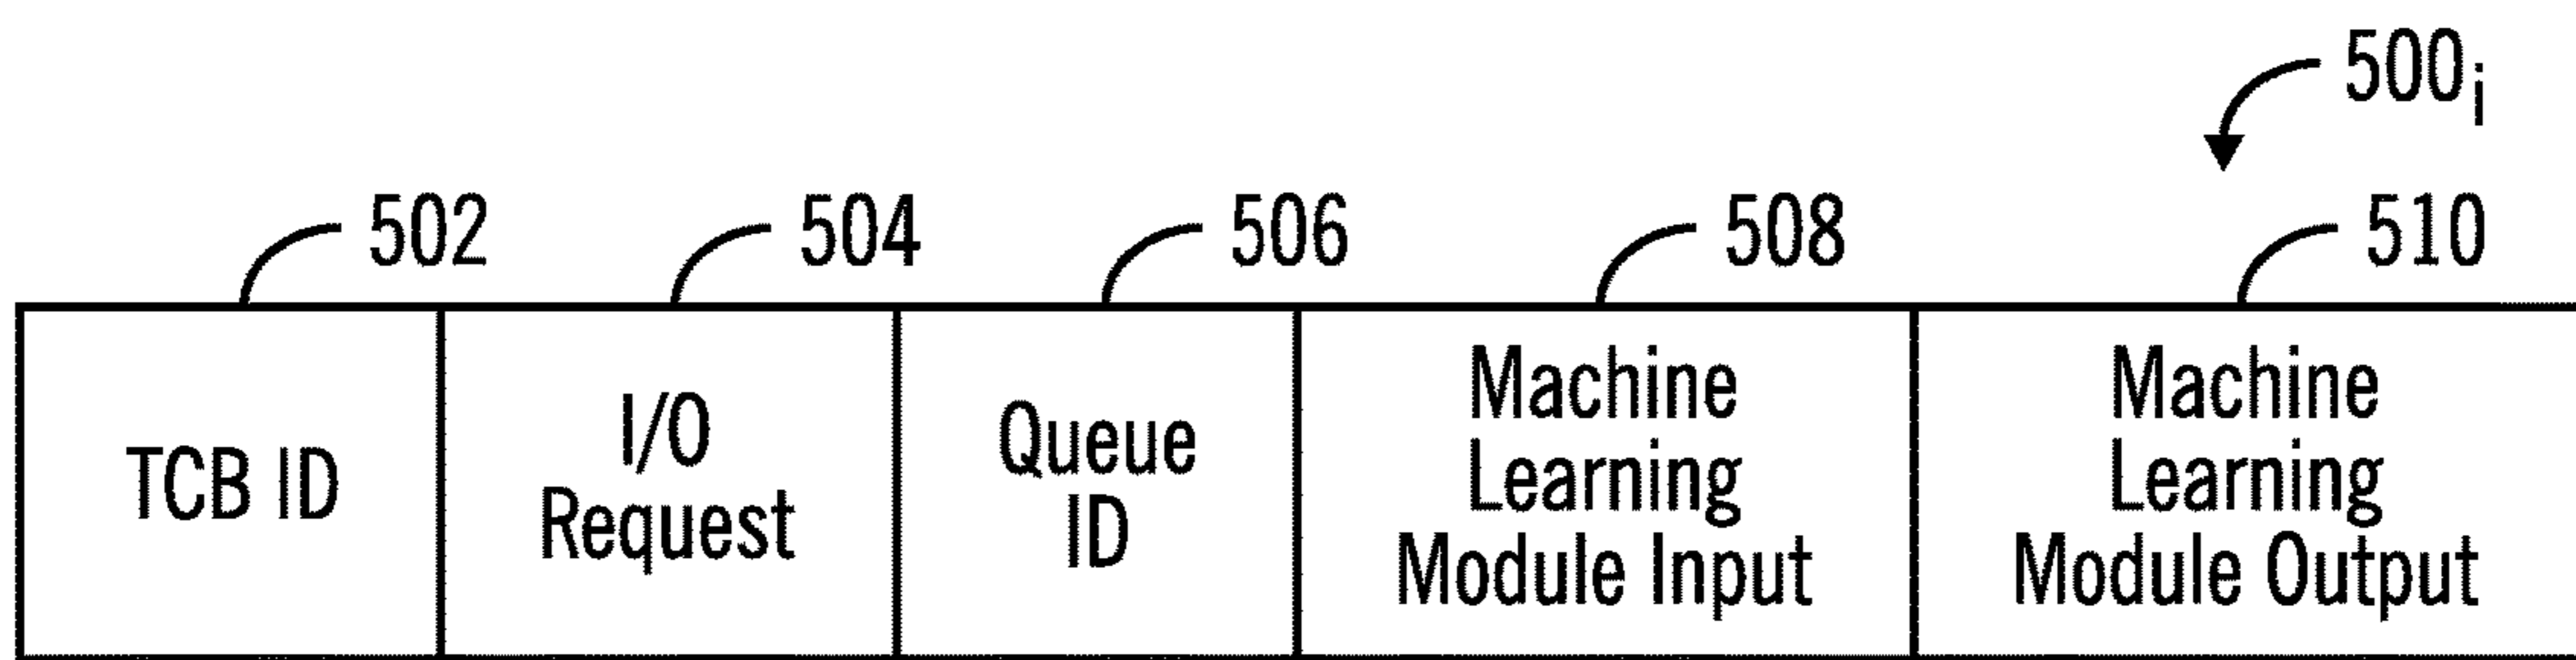 500i
502
504
506
508
510
TCB ID
I/O
Request
Queue
ID
Machine
Learning
Module Input
Machine
Learning
Module Output